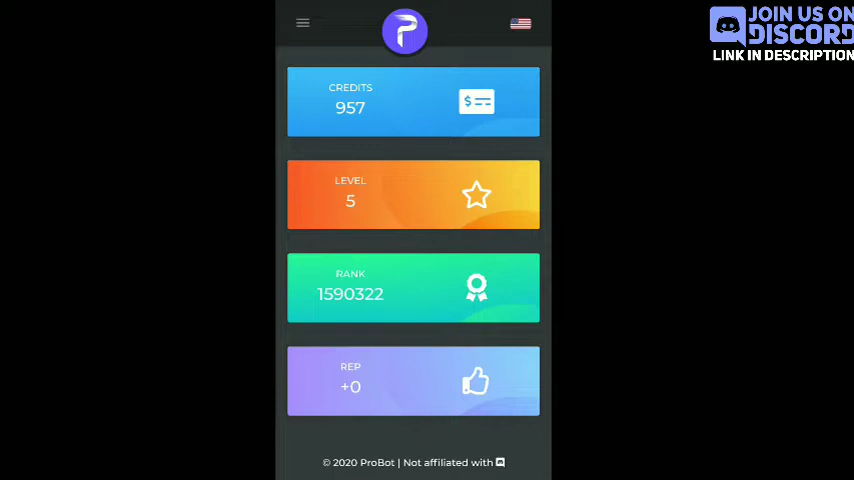 JOIN US ON
DISCORD
LINK IN DESCRIPTION
CREDITS
957
LEVEL
5
RANK
1590322
REP
+0
© 2020 ProBot | Not affiliated with